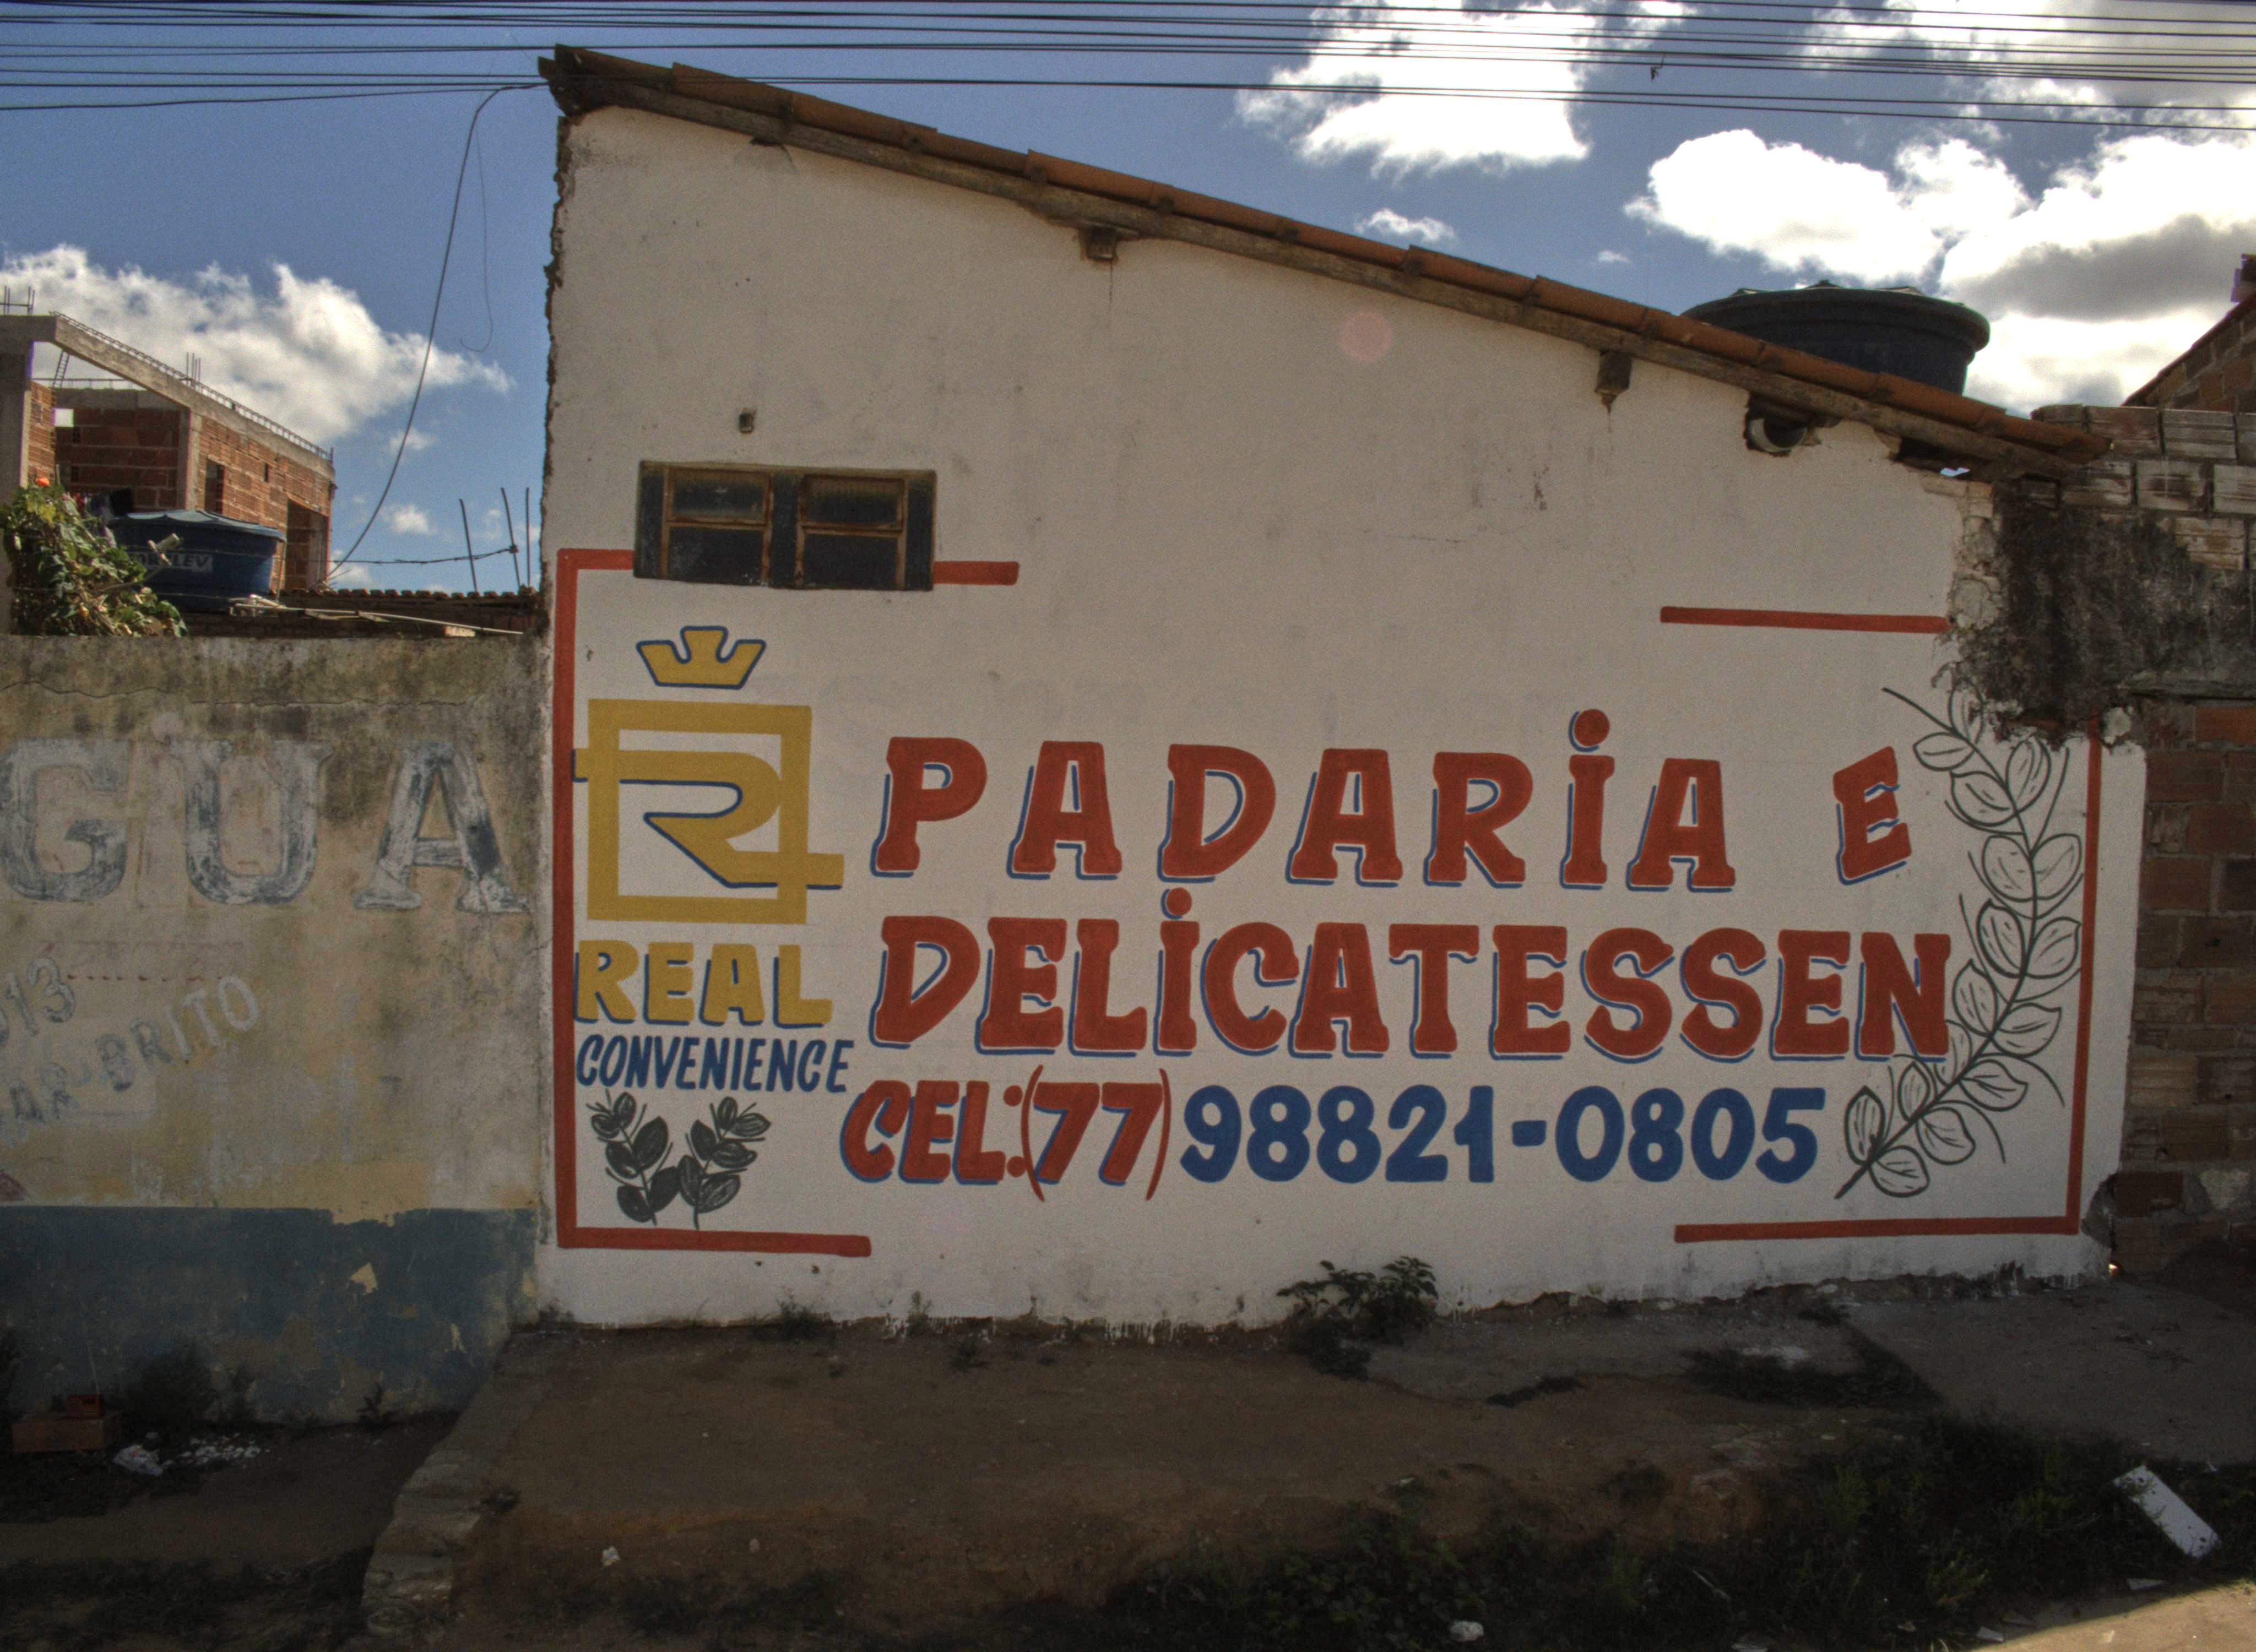 REAL
CONVENIENCE
PADARiA E
DELiCATESSEN
CEL:(77)98821-0805
GUA
BRITO